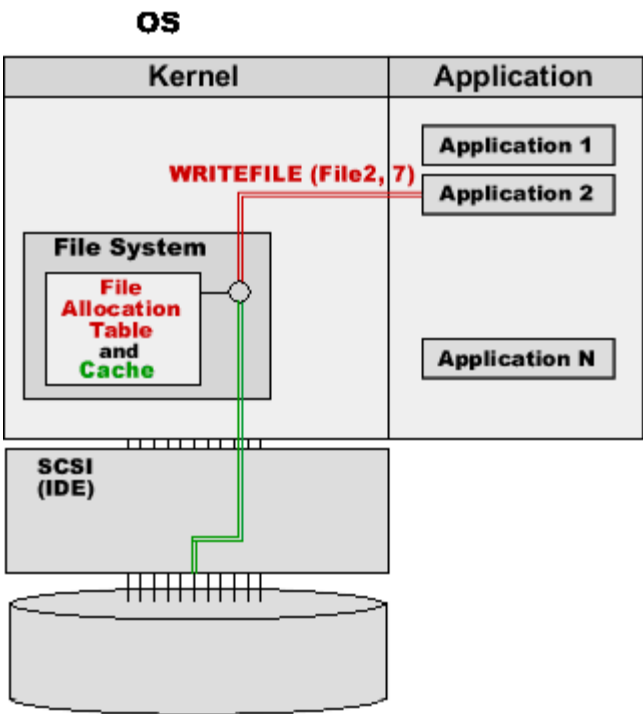 OS
Kernel
Application
Application 1
WRITEFILE (File2, 7)
Application 2
File System
File
Allocation
Table
and
Cache
Application N
SCSI
(IDE)